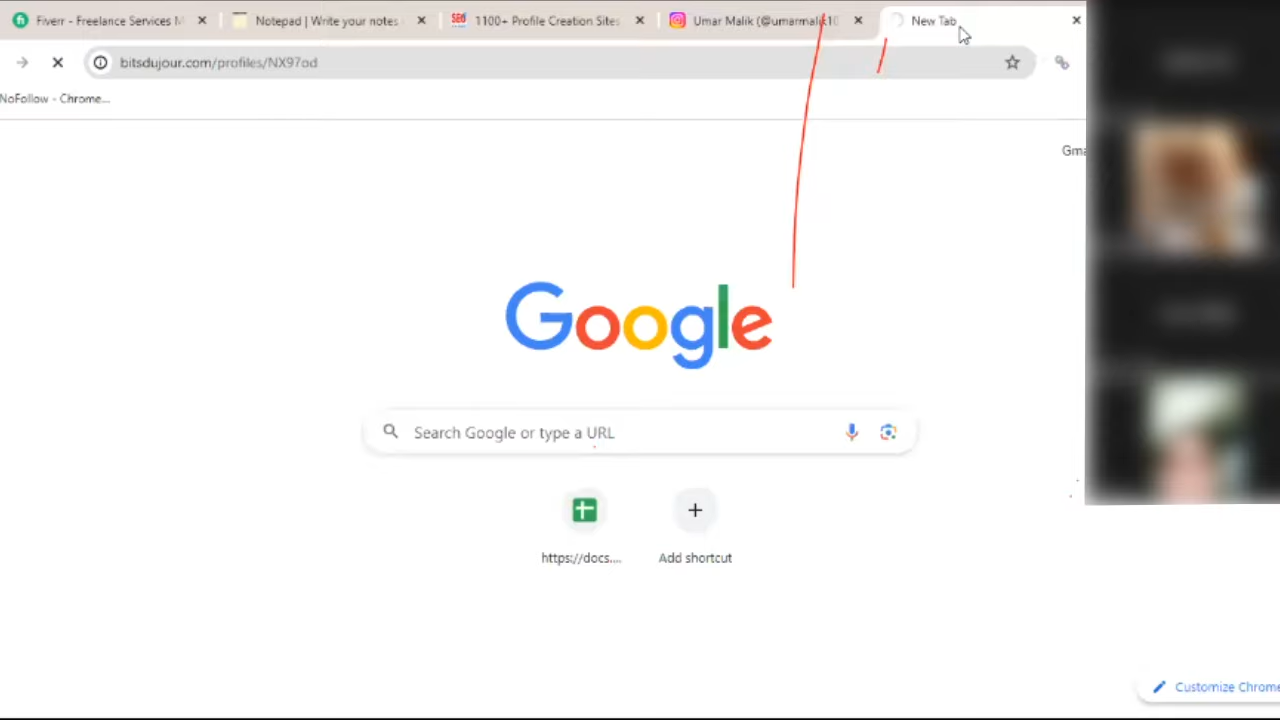 Fiverr - Freelance Services M
Notepad | Write your notes
SEO 1100+ Profile Creation Sites
Umar Malik (@umarmalik10
New Tab
bitsdujour.com/profiles/NX97od
NoFollow - Chrome...
Gma
Google
Search Google or type a URL
https://docs....
Add shortcut
Customize Chrome